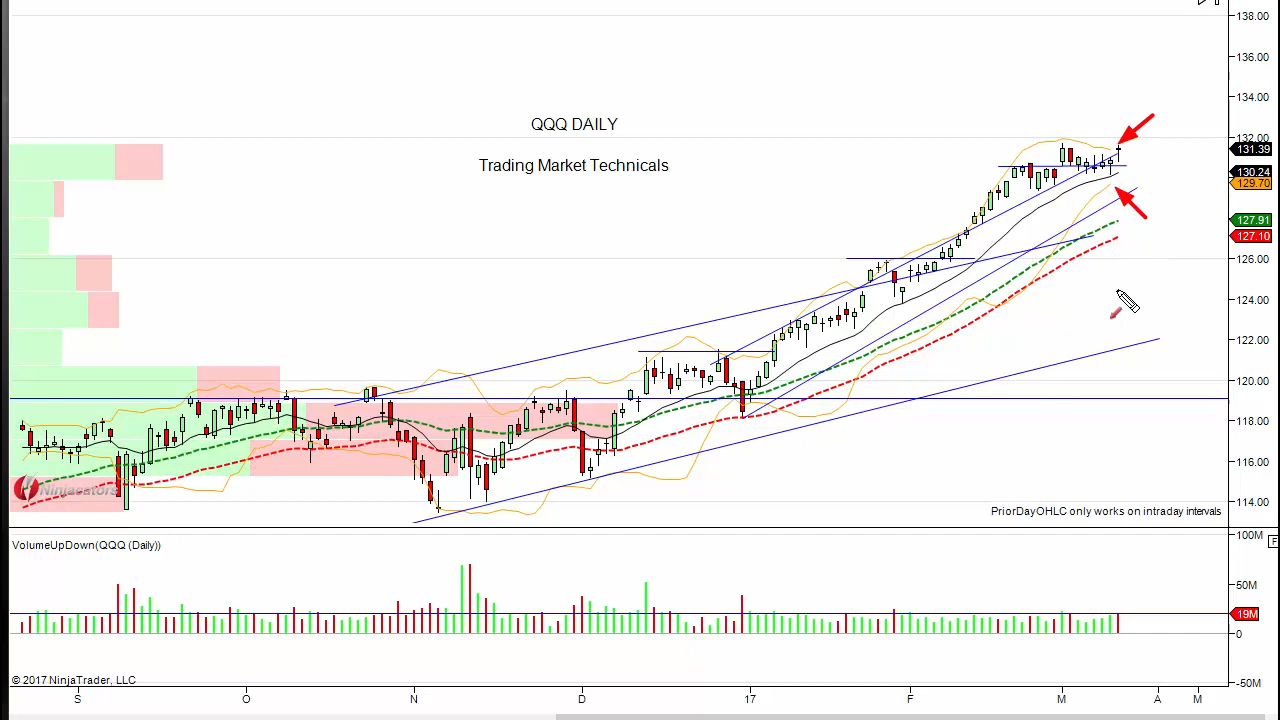 138.00
136.00
134.00
132.00
131.39
130.24
129.70
127.91
127.10
126.00
124.00
122.00
120.00
118.00
116.00
114.00
QQQ DAILY
Trading Market Technicals
Ninjacators
PriorDayOHLC only works on intraday intervals
VolumeUpDown(QQQ (Daily))
100M
F
50M
19M
0
-50M
© 2017 NinjaTrader, LLC
S O N D 17 F M A M